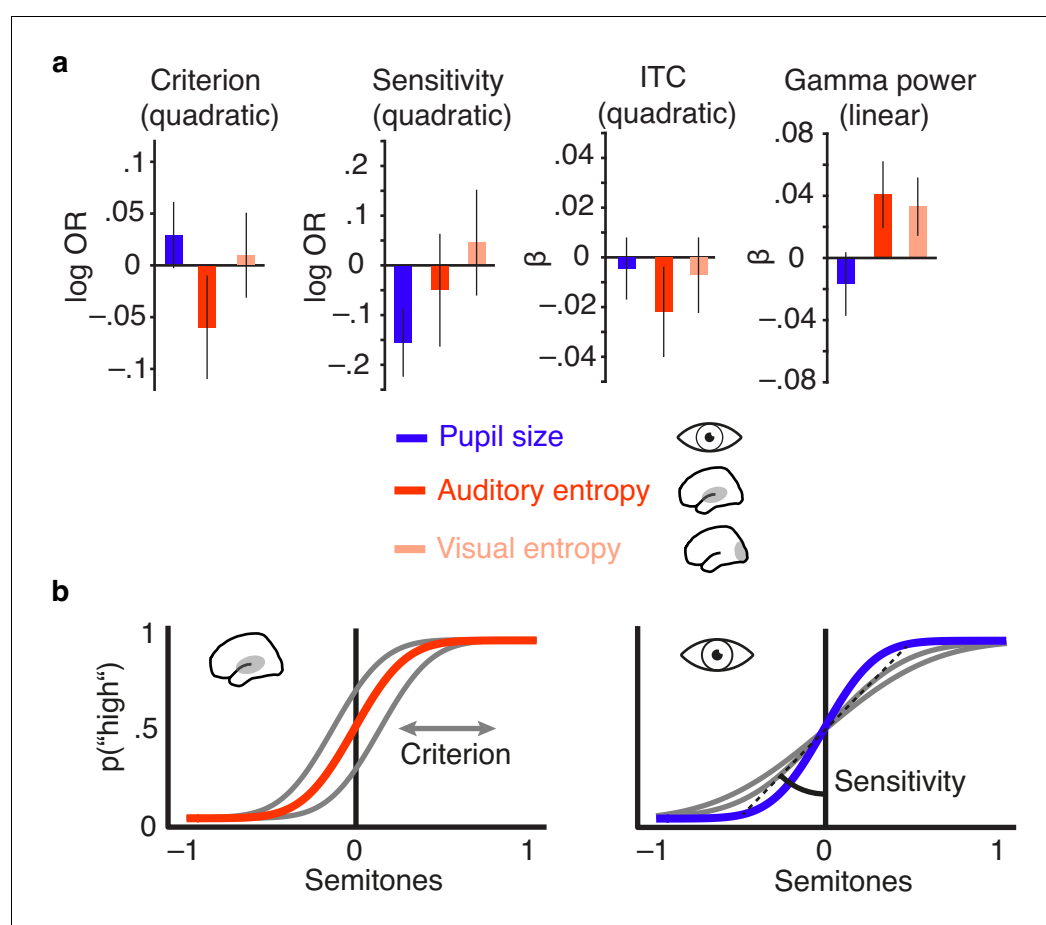 a
Criterion
(quadratic)
Sensitivity
(quadratic)
ITC
(quadratic)
Gamma power
(linear)
log OR
.1
.05
0
–.05
–.1
log OR
.2
.1
0
–.1
–.2
β
.04
.02
0
–.02
–.04
β
.08
.04
0
–.04
–.08
Pupil size
Auditory entropy
Visual entropy
b
p("high")
1
.5
0
Criterion
–1
0
1
Semitones
Sensitivity
–1
0
1
Semitones